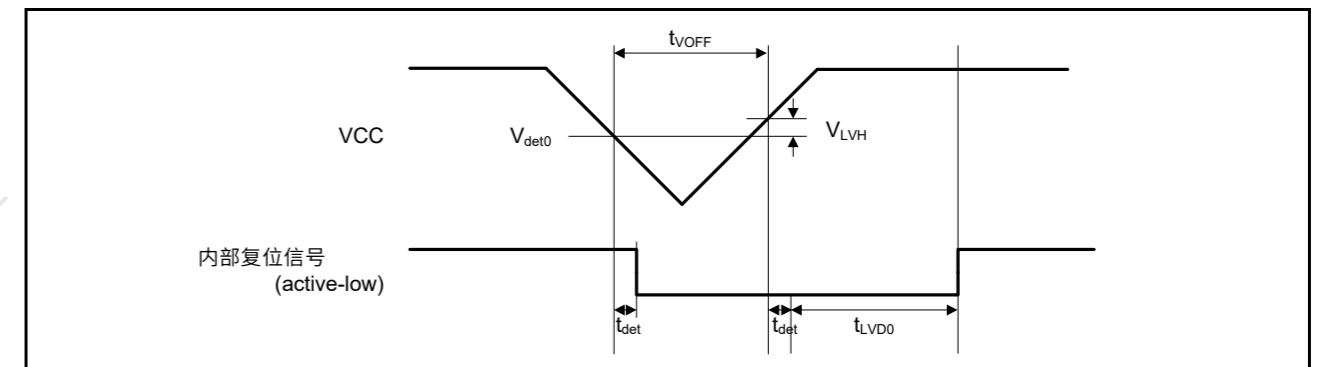 tVOFF
VCC
Vdet0
VLVH
内部复位信号
(active-low)
tdet
tdet
tLVD0